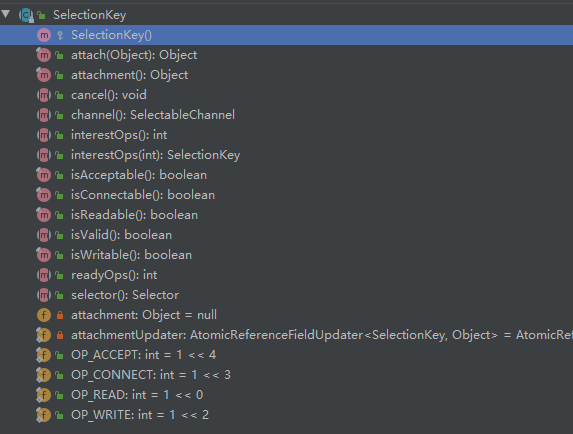 SelectionKey
SelectionKey()
attach(Object): Object
attachment(): Object
cancel(): void
channel(): SelectableChannel
interestOps(): int
interestOps(int): SelectionKey
isAcceptable(): boolean
isConnectable(): boolean
isReadable(): boolean
isValid(): boolean
isWritable(): boolean
readyOps(): int
selector(): Selector
attachment: Object = null
attachmentUpdater: AtomicReferenceFieldUpdater<SelectionKey, Object> = AtomicRef
OP_ACCEPT: int = 1 << 4
OP_CONNECT: int = 1 << 3
OP_READ: int = 1 << 0
OP_WRITE: int = 1 << 2